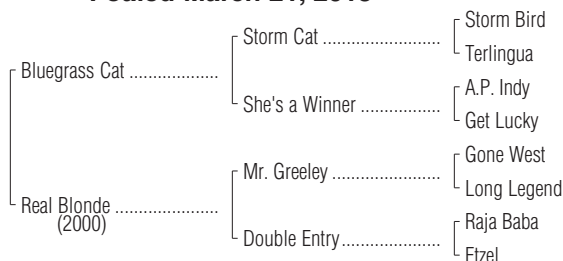 Foaled March 21,
Storm Bird
Storm Cat ........................
Terlingua
Bluegrass Cat ..................
A.P. Indy
She's a Winner ................
Get Lucky
Gone West
Mr. Greeley ......................
Long Legend
Real Blonde .....................
(2000)
Raja Baba
Double Entry....................
Etzel